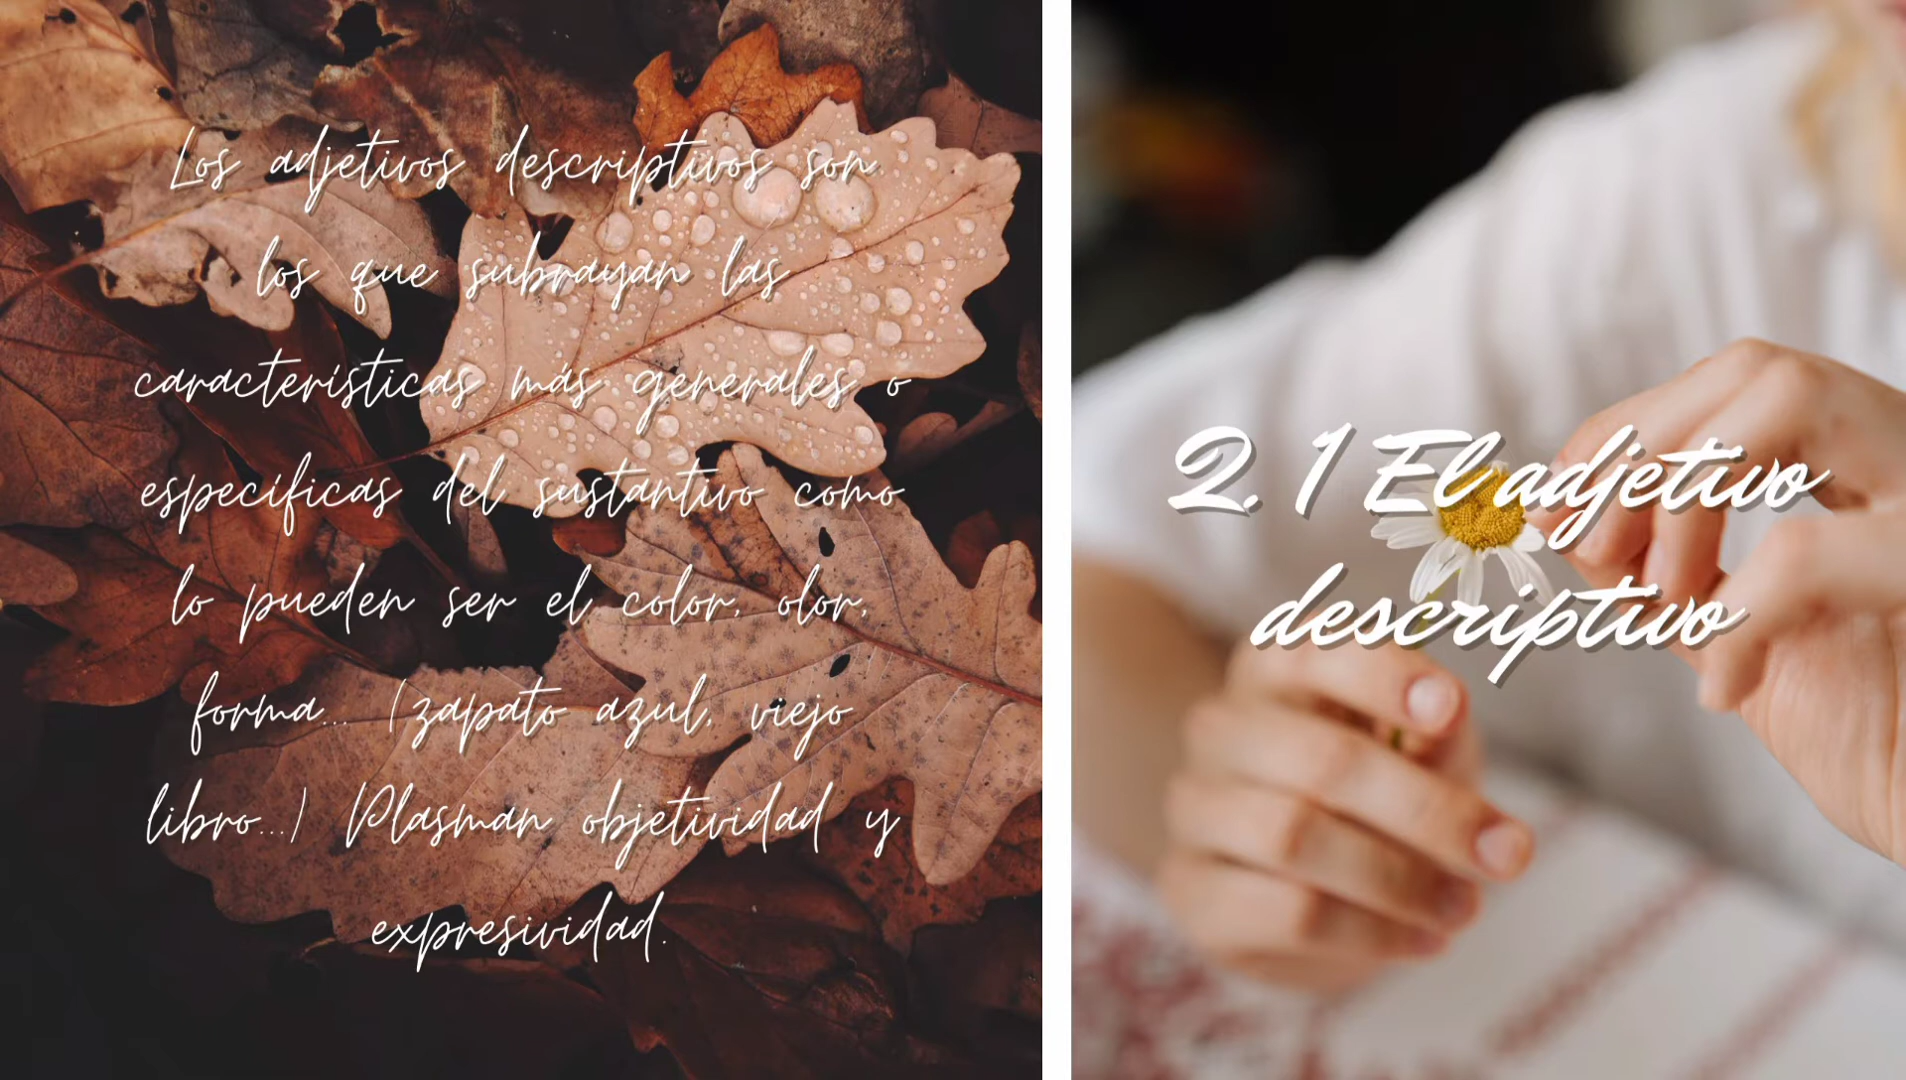 Los adjetivos descriptivos son
los que subrayan las
características más generales o
específicas del sustantivo como
lo pueden ser el color, olor,
forma... (zapato azul, viejo
libro...) Plasman objetividad y
expresividad.
2.1 El adjetivo
descriptivo